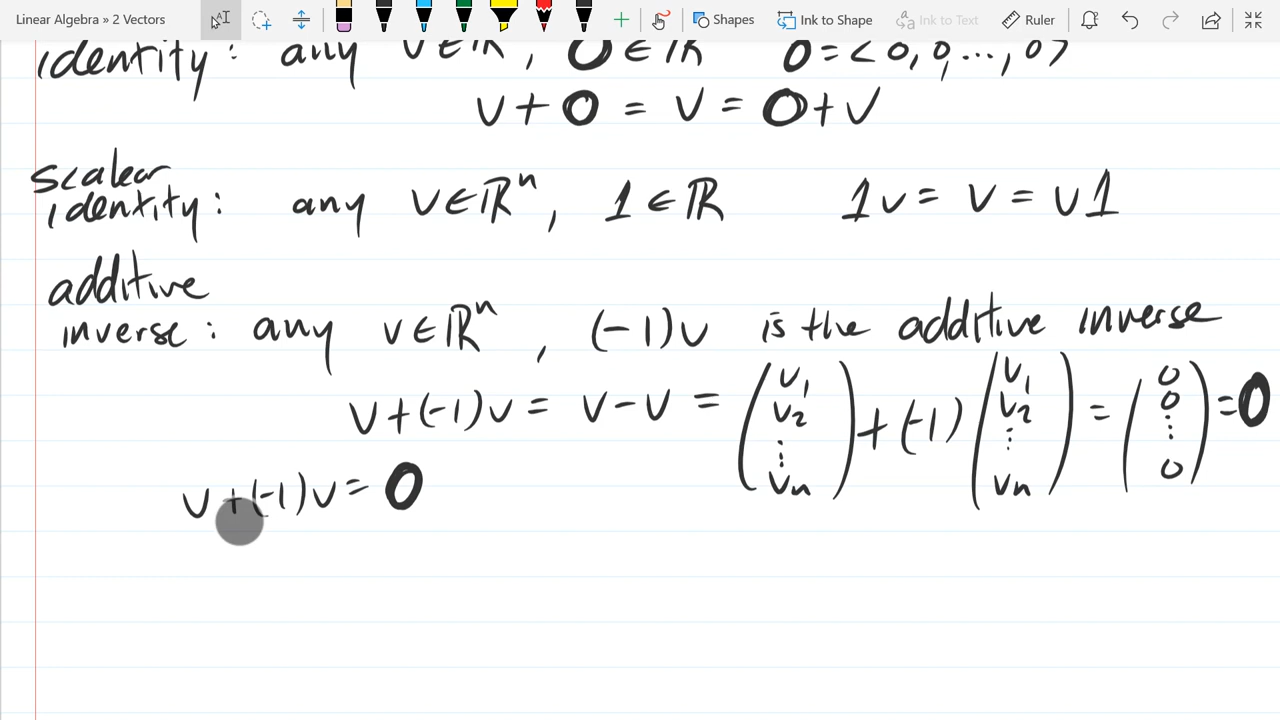 Linear Algebra » 2 Vectors
Shapes
Ink to Shape
Ink to Text
Ruler
identity: any v∈ℝ, 0∈ℝ 0=<0,0,...,0>
v+0 = v = 0+v
scalar
identity: any v∈ℝⁿ, 1∈ℝ 1v = v = v1
additive
inverse: any v∈ℝⁿ, (-1)v is the additive inverse
v+(-1)v = v-v = (v₁ v₂ ⋮ vₙ) + (-1) (v₁ v₂ ⋮ vₙ) = (0 0 ⋮ 0) = 0
v+(-1)v = 0